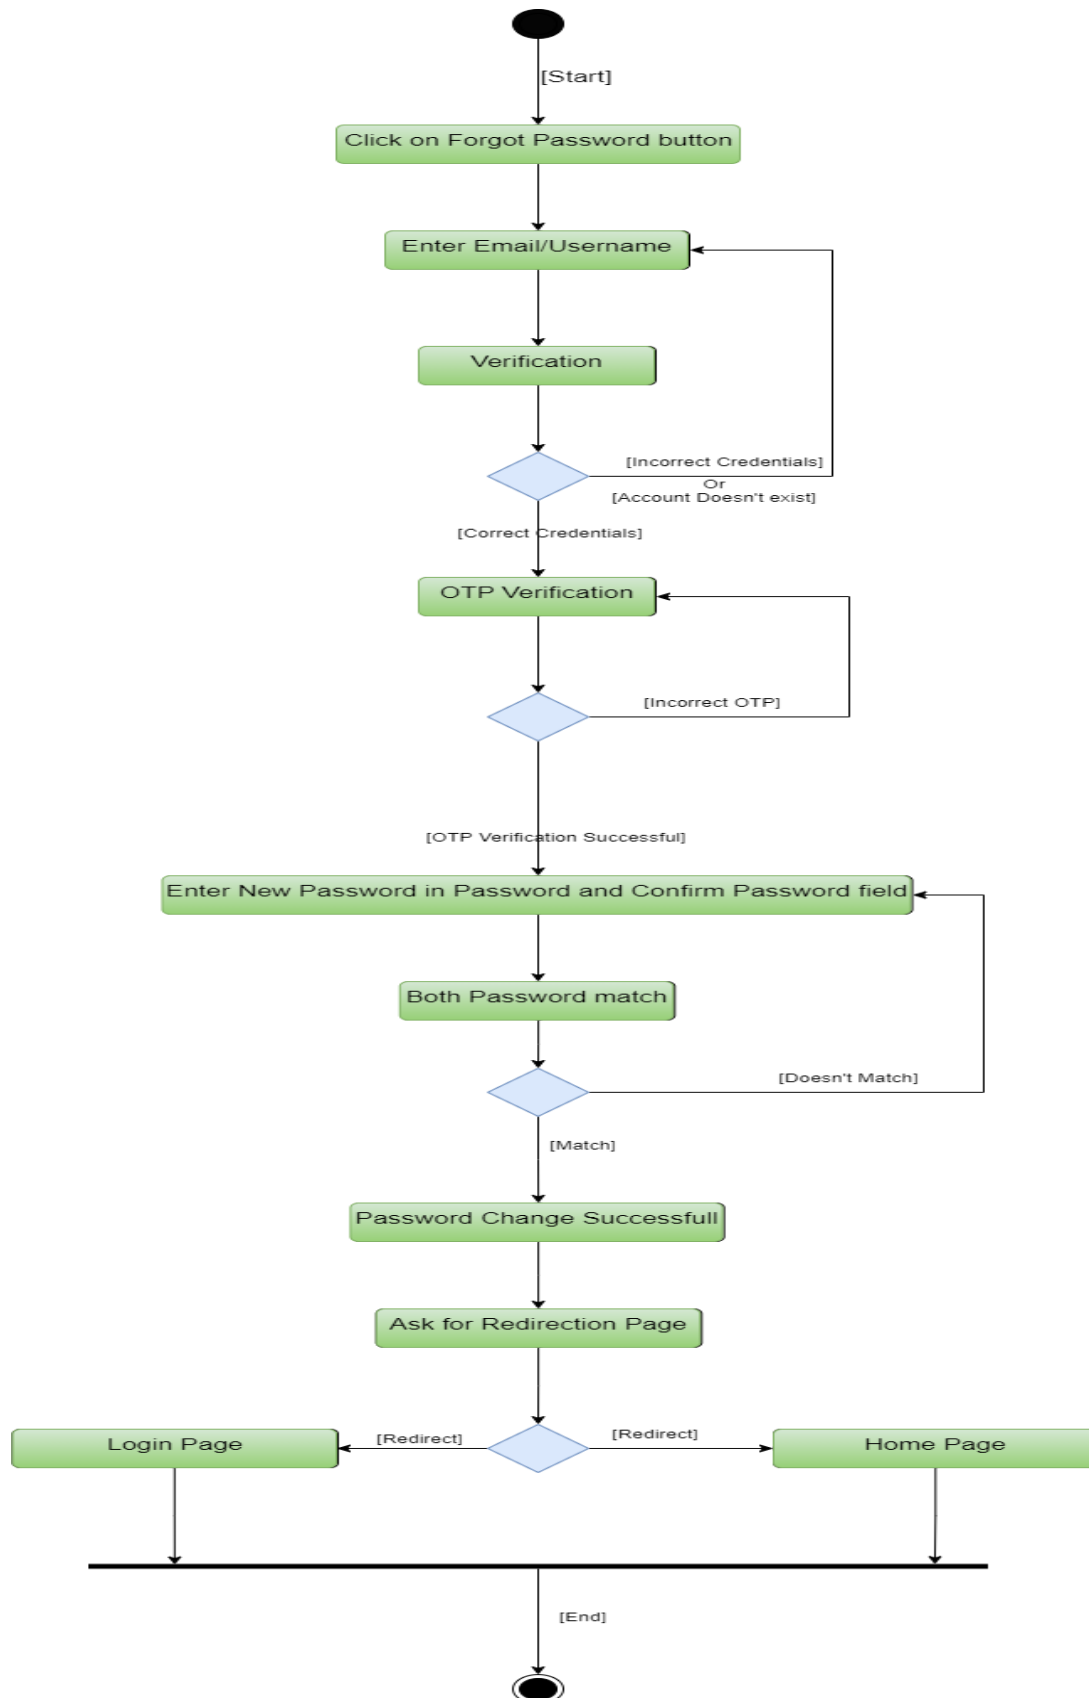 [Start]
Click on Forgot Password button
Enter Email/Username
Verification
[Incorrect Credentials]
Or
[Account Doesn't exist]
[Correct Credentials]
OTP Verification
[Incorrect OTP]
[OTP Verification Successful]
Enter New Password in Password and Confirm Password field
Both Password match
[Doesn't Match]
[Match]
Password Change Successfull
Ask for Redirection Page
Login Page
[Redirect]
[Redirect]
Home Page
[End]